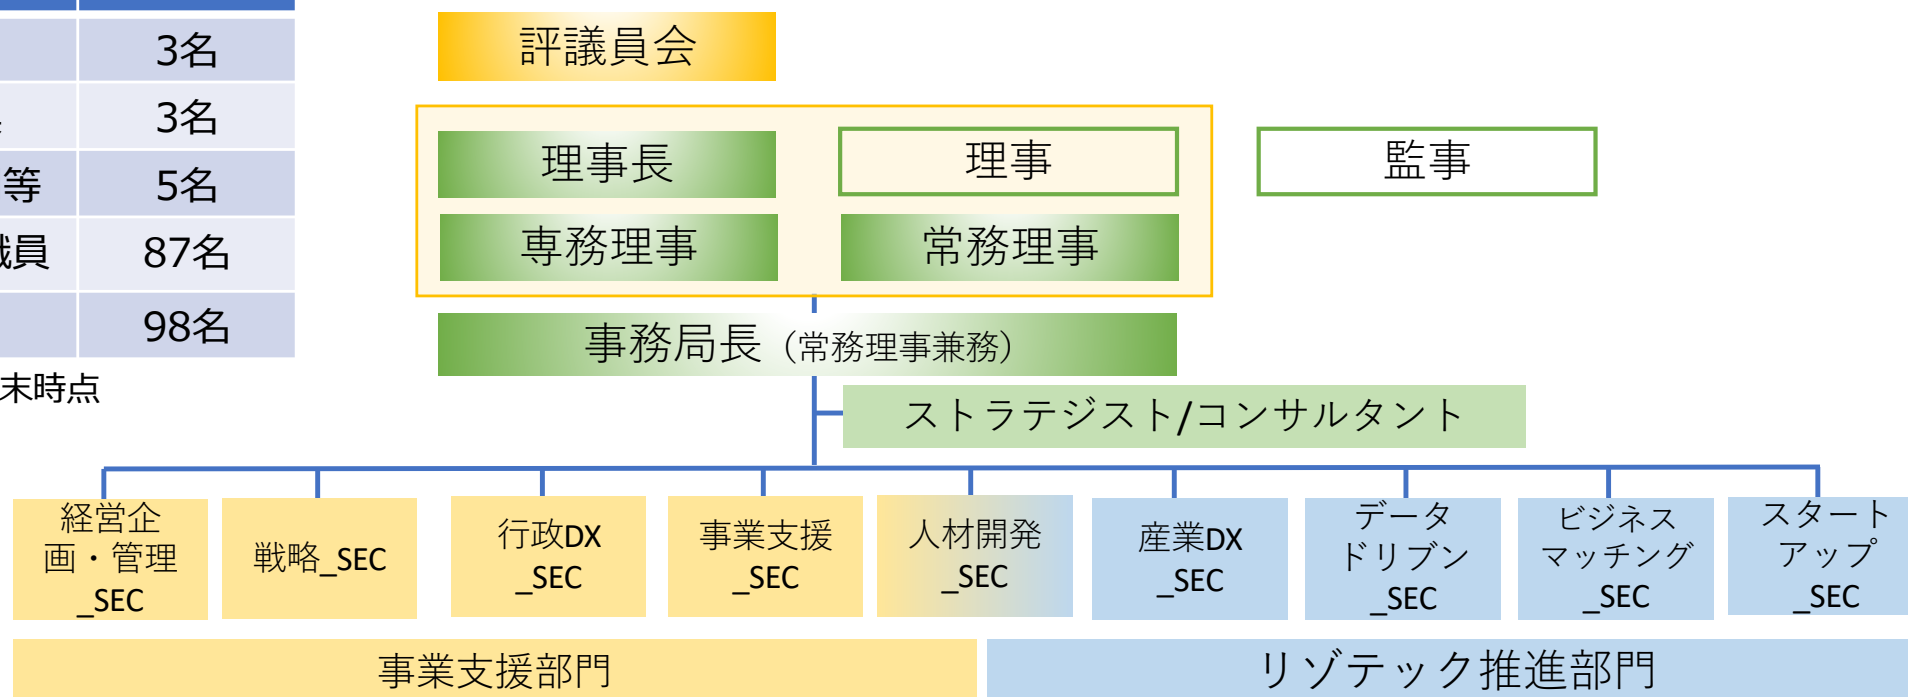 3名
3名
等 5名
職員 87名
98名
末時点
評議員会
理事長
理事
監事
専務理事
常務理事
事務局長（常務理事兼務）
ストラテジスト/コンサルタント
経営企
画・管理
_SEC
戦略_SEC
行政DX
_SEC
事業支援
_SEC
人材開発
_SEC
産業DX
_SEC
データ
ドリブン
_SEC
ビジネス
マッチング
_SEC
スタート
アップ
_SEC
事業支援部門
リゾテック推進部門